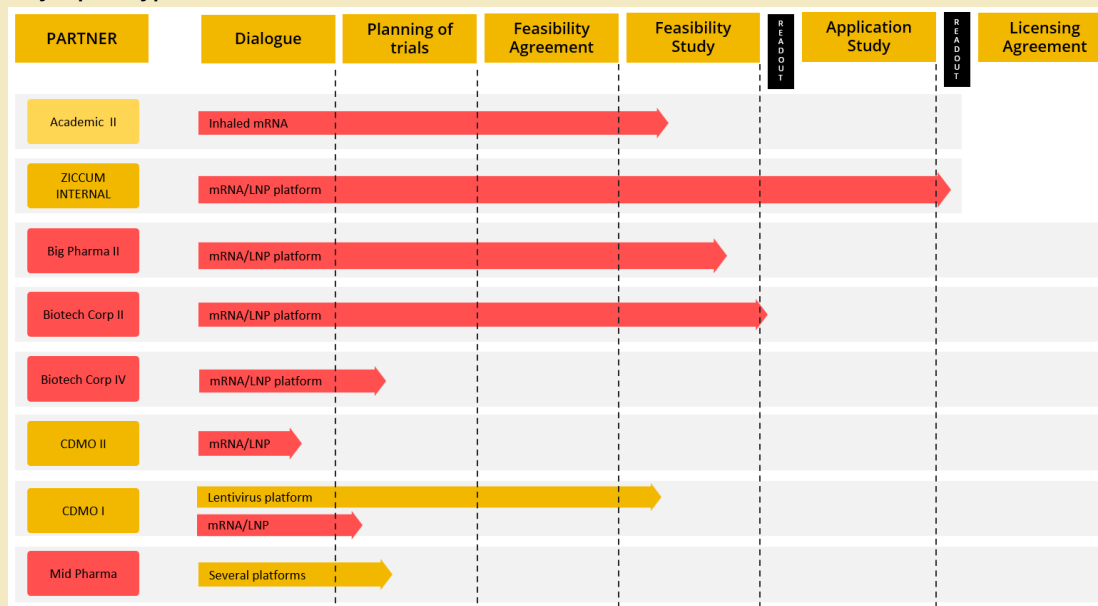 PARTNER
Dialogue
Planning of
trials
Feasibility
Agreement
Feasibility
Study
READOUT
Application
Study
READOUT
Licensing
Agreement
Academic II
Inhaled mRNA
ZICCUM
INTERNAL
mRNA/LNP platform
Big Pharma II
mRNA/LNP platform
Biotech Corp II
mRNA/LNP platform
Biotech Corp IV
mRNA/LNP platform
CDMO II
mRNA/LNP
CDMO I
Lentivirus platform
mRNA/LNP
Mid Pharma
Several platforms